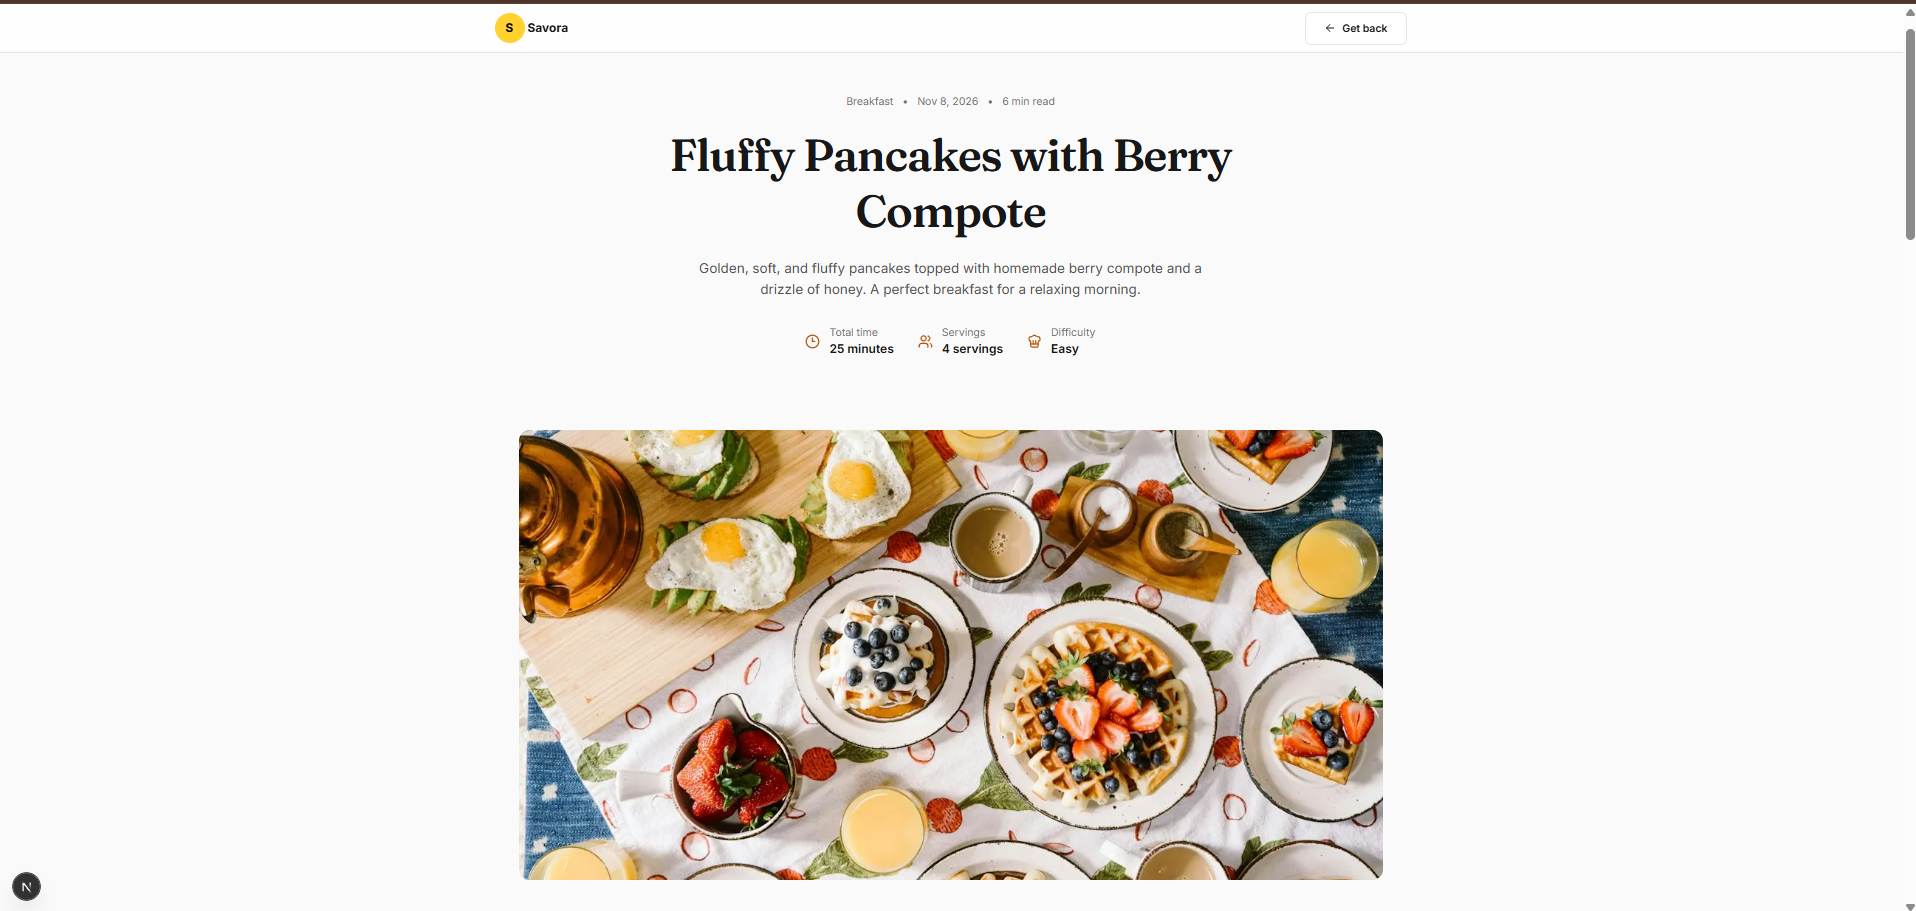 S Savora
Get back
Breakfast • Nov 8, 2026 • 6 min read
Fluffy Pancakes with Berry
Compote
Golden, soft, and fluffy pancakes topped with homemade berry compote and a
drizzle of honey. A perfect breakfast for a relaxing morning.
Total time
25 minutes
Servings
4 servings
Difficulty
Easy
N